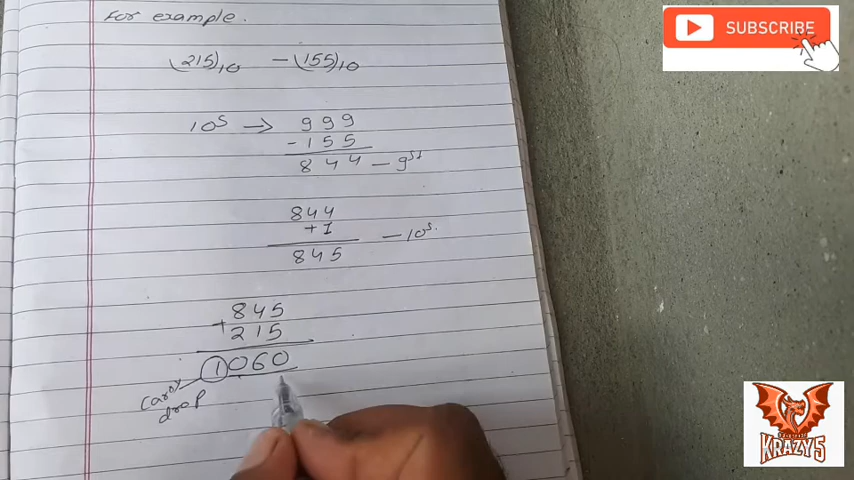 For example.
(215)10 - (155)10
10s → 999
- 155
844 - 9s
844
+ 1
845 - 10s.
845
+ 215
1060
carry
drop
SUBSCRIBE
KRAZY5